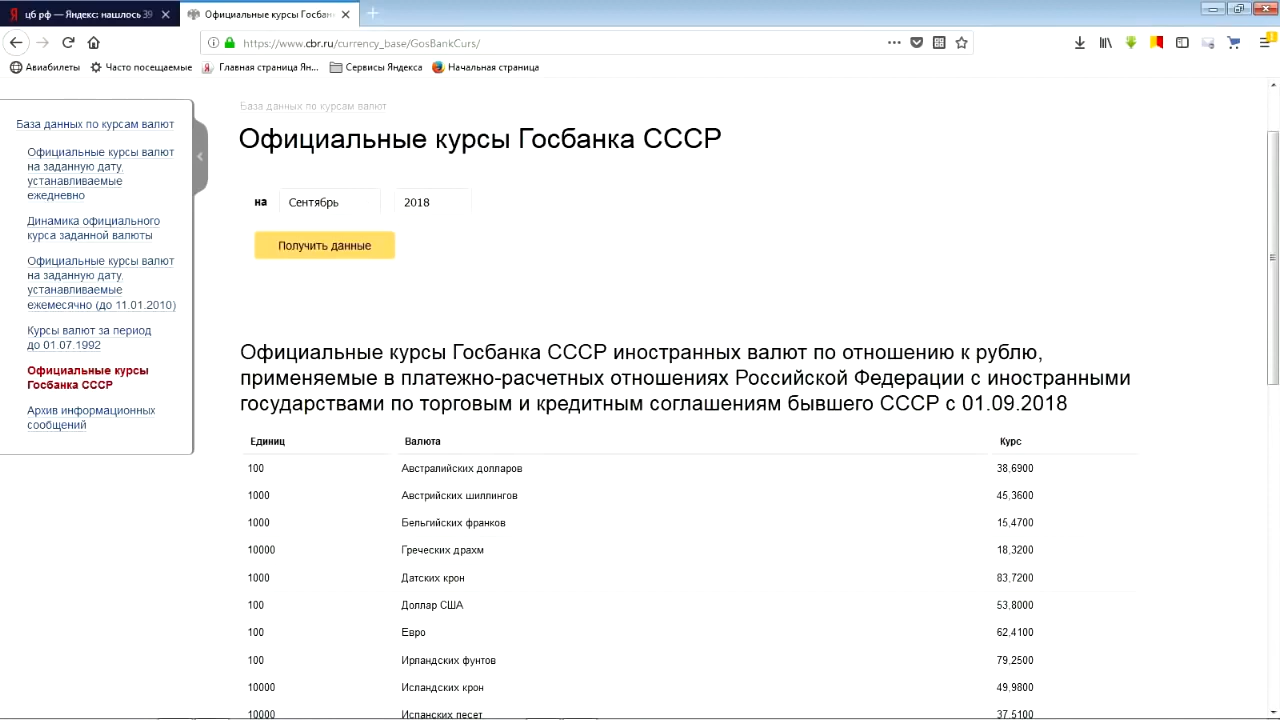 цб рф — Яндекс: нашлось 39
Официальные курсы Госбан
https://www.cbr.ru/currency_base/GosBankCurs/
Авиабилеты
Часто посещаемые
Главная страница Ян...
Сервисы Яндекса
Начальная страница
База данных по курсам валют
Официальные курсы валют
на заданную дату,
устанавливаемые
ежедневно
Динамика официального
курса заданной валюты
Официальные курсы валют
на заданную дату,
устанавливаемые
ежемесячно (до 11.01.2010)
Курсы валют за период
до 01.07.1992
Официальные курсы
Госбанка СССР
Архив информационных
сообщений
База данных по курсам валют
Официальные курсы Госбанка СССР
на Сентябрь 2018
Получить данные
Официальные курсы Госбанка СССР иностранных валют по отношению к рублю,
применяемые в платежно-расчетных отношениях Российской Федерации с иностранными
государствами по торговым и кредитным соглашениям бывшего СССР с 01.09.2018
Единиц Валюта Курс
100 Австралийских долларов 38,6900
1000 Австрийских шиллингов 45,3600
1000 Бельгийских франков 15,4700
10000 Греческих драхм 18,3200
1000 Датских крон 83,7200
100 Доллар США 53,8000
100 Евро 62,4100
100 Ирландских фунтов 79,2500
10000 Исландских крон 49,9800
10000 Испанских песет 37,5100